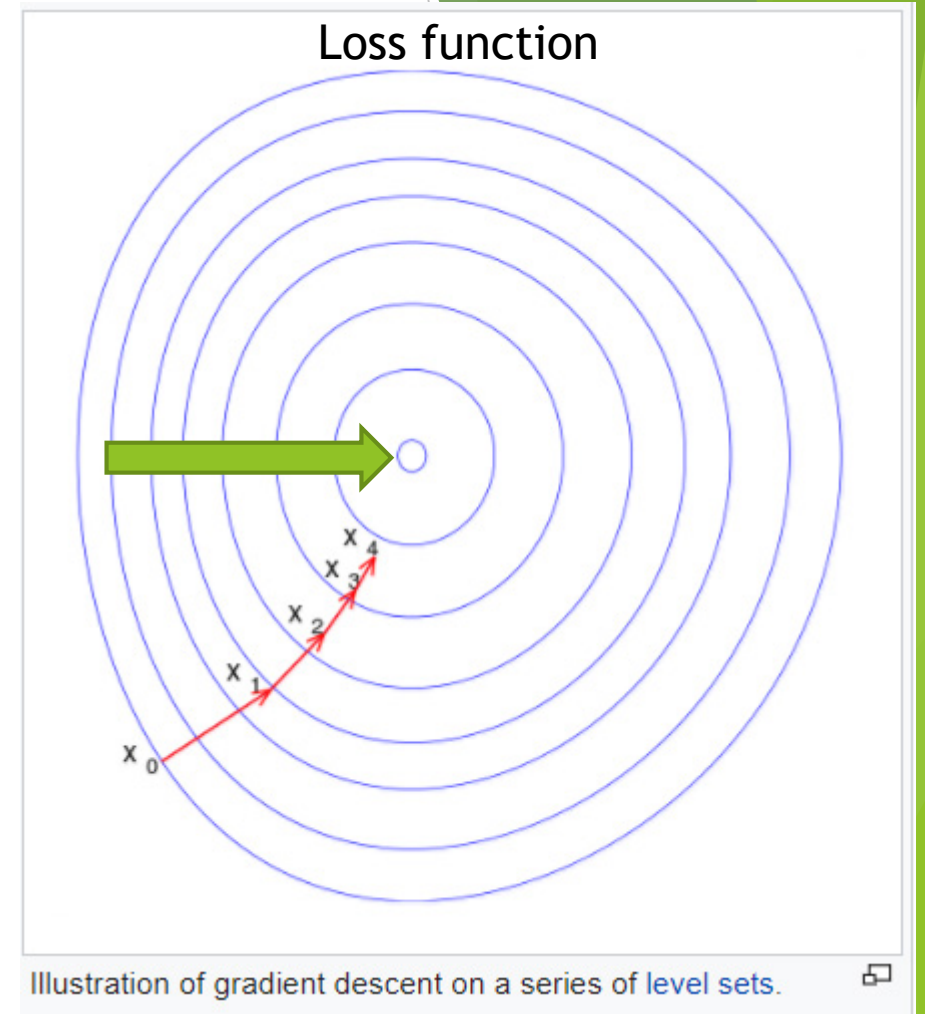 Loss function
x 4
x 3
x 2
x 1
x 0
Illustration of gradient descent on a series of level sets.